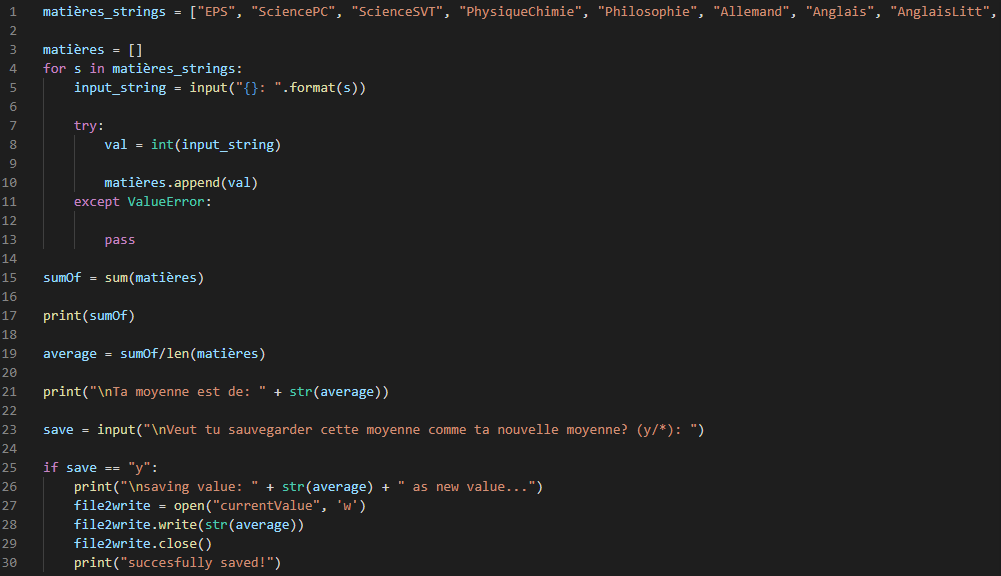 1 matières_strings = ["EPS", "SciencePC", "ScienceSVT", "PhysiqueChimie", "Philosophie", "Allemand", "Anglais", "AnglaisLitt",
2
3 matières = []
4 for s in matières_strings:
5 input_string = input("{}: ".format(s))
6
7 try:
8 val = int(input_string)
9
10 matières.append(val)
11 except ValueError:
12
13 pass
14
15 sumOf = sum(matières)
16
17 print(sumOf)
18
19 average = sumOf/len(matières)
20
21 print("\nTa moyenne est de: " + str(average))
22
23 save = input("\nVeut tu sauvegarder cette moyenne comme ta nouvelle moyenne? (y/*): ")
24
25 if save == "y":
26 print("\nsaving value: " + str(average) + " as new value...")
27 file2write = open("currentValue", 'w')
28 file2write.write(str(average))
29 file2write.close()
30 print("succesfully saved!")